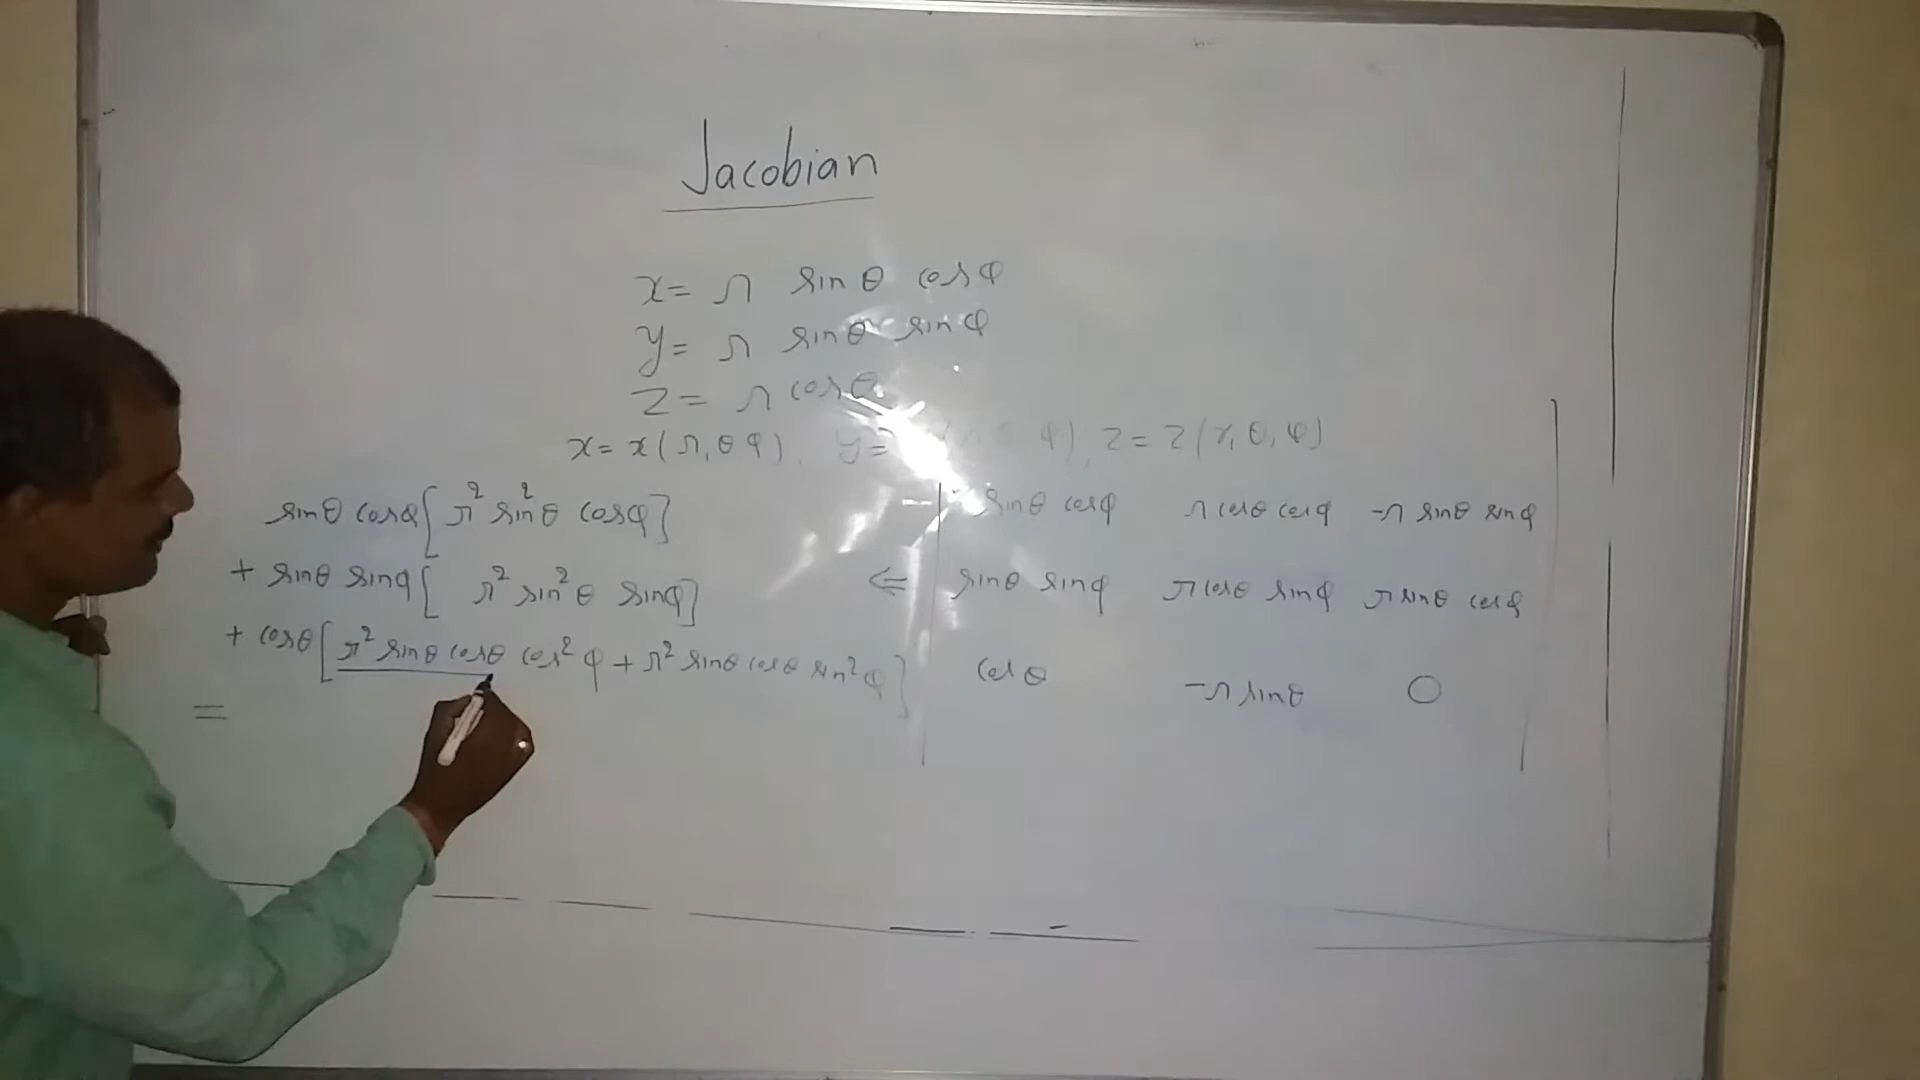 Jacobian
x = r sinθ cosφ
y = r sinθ sinφ
z = r cosθ
x = x(r, θ φ), y= φ), z = z(r, θ, φ)
sinθ cosφ[r² sin²θ cosφ]
+ sinθ sinφ[ r² sin²θ sinφ]
+ cosθ[r² sinθ cosθ cos²φ + r² sinθ cosθ sin²φ]
=
⇐
sinθ cosφ r cosθ cosφ -r sinθ sinφ
sinθ sinφ r cosθ sinφ r sinθ cosφ
cosθ -r sinθ 0